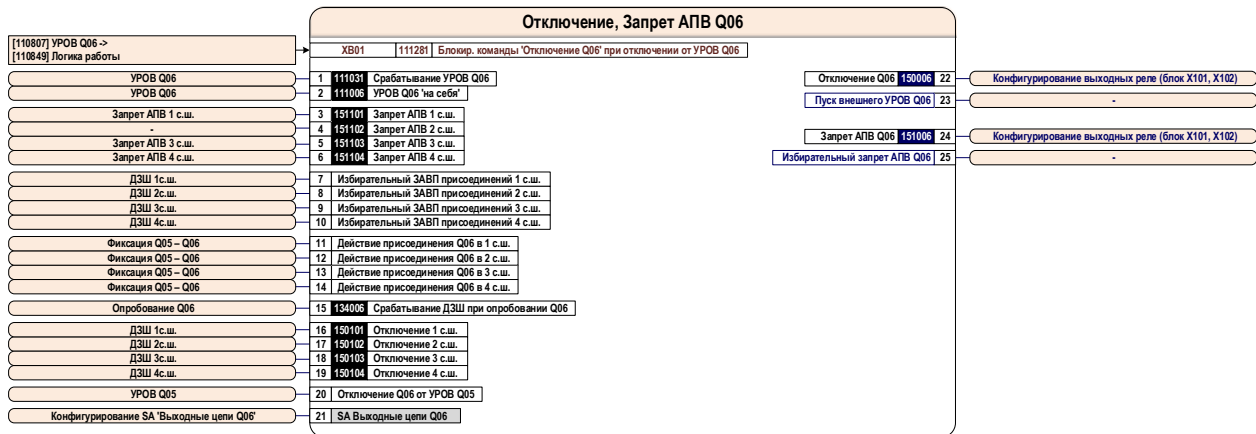 Отключение, Запрет АПВ Q06
[110807] УРОВ Q06 ->
[110849] Логика работы
XB01 111281 Блокир. команды 'Отключение Q06' при отключении от УРОВ Q06
УРОВ Q06 1 111031 Срабатывание УРОВ Q06
УРОВ Q06 2 111006 УРОВ Q06 'на себя'
Запрет АПВ 1 с.ш. 3 151101 Запрет АПВ 1 с.ш.
- 4 151102 Запрет АПВ 2 с.ш.
Запрет АПВ 3 с.ш. 5 151103 Запрет АПВ 3 с.ш.
Запрет АПВ 4 с.ш. 6 151104 Запрет АПВ 4 с.ш.
ДЗШ 1с.ш. 7 Избирательный ЗАВП присоединений 1 с.ш.
ДЗШ 2с.ш. 8 Избирательный ЗАВП присоединений 2 с.ш.
ДЗШ 3с.ш. 9 Избирательный ЗАВП присоединений 3 с.ш.
ДЗШ 4с.ш. 10 Избирательный ЗАВП присоединений 4 с.ш.
Фиксация Q05 – Q06 11 Действие присоединения Q06 в 1 с.ш.
Фиксация Q05 – Q06 12 Действие присоединения Q06 в 2 с.ш.
Фиксация Q05 – Q06 13 Действие присоединения Q06 в 3 с.ш.
Фиксация Q05 – Q06 14 Действие присоединения Q06 в 4 с.ш.
Опробование Q06 15 134006 Срабатывание ДЗШ при опробовании Q06
ДЗШ 1с.ш. 16 150101 Отключение 1 с.ш.
ДЗШ 2с.ш. 17 150102 Отключение 2 с.ш.
ДЗШ 3с.ш. 18 150103 Отключение 3 с.ш.
ДЗШ 4с.ш. 19 150104 Отключение 4 с.ш.
УРОВ Q05 20 Отключение Q06 от УРОВ Q05
Конфигурирование SA 'Выходные цепи Q06' 21 SA Выходные цепи Q06
Отключение Q06 150006 22 Конфигурирование выходных реле (блок X101, X102)
Пуск внешнего УРОВ Q06 23 -
Запрет АПВ Q06 151006 24 Конфигурирование выходных реле (блок X101, X102)
Избирательный запрет АПВ Q06 25 -